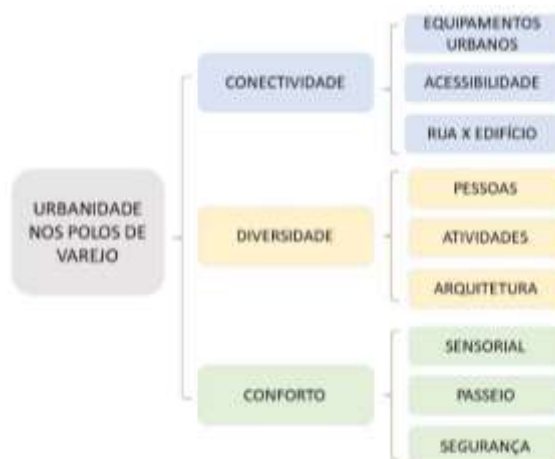 URBANIDADE
NOS POLOS DE
VAREJO
CONECTIVIDADE
EQUIPAMENTOS
URBANOS
ACESSIBILIDADE
RUA X EDIFÍCIO
DIVERSIDADE
PESSOAS
ATIVIDADES
ARQUITETURA
CONFORTO
SENSORIAL
PASSEIO
SEGURANÇA